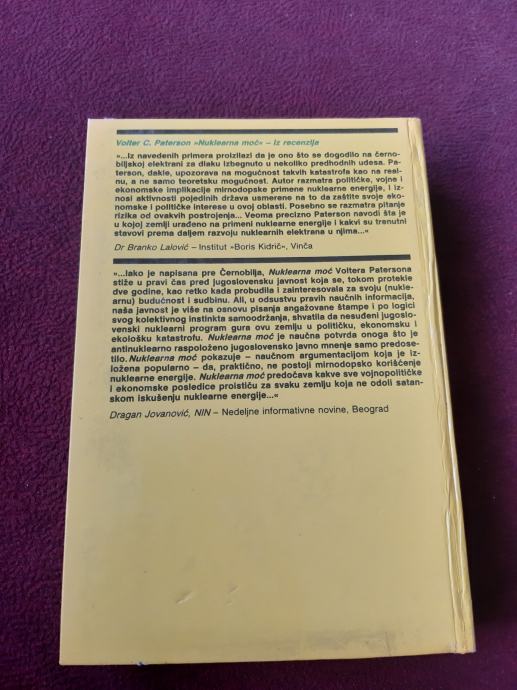 Volter C. Paterson »Nuklearna moć« – iz recenzija
»...Iz navedenih primera proizilazi da je ono što se dogodilo na černo-
biljskoj elektrani za dlaku izbegnuto u nekoliko predhodnih udesa. Pa-
terson, dakle, upozorava na mogućnost takvih katastrofa kao na real-
nu, a ne samo teoretsku mogućnost. Autor razmatra političke, vojne i
ekonomske implikacije mirnodopske primene nuklearne energije, i iz-
nosi aktivnosti pojedinih država usmerene na to da zaštite svoje eko-
nomske i političke interese u ovoj oblasti. Posebno se razmatra pitanje
rizika od ovakvih postrojenja... Veoma precizno Paterson navodi šta je
u kojoj zemlji urađeno na primeni nuklearne energije i kakvi su trenutni
stavovi prema daljem razvoju nuklearnih elektrana u njima...«
Dr Branko Lalović – Institut »Boris Kidrič«, Vinča
»...Iako je napisana pre Černobilja, Nuklearna moć Voltera Patersona
stiže u pravi čas pred jugoslovensku javnost koja se, tokom protekle
dve godine, kao retko kada probudila i zainteresovala za svoju (nukle-
arnu) budućnost i sudbinu. Ali, u odsustvu pravih naučnih informacija,
naša javnost je više na osnovu pisanja angažovane štampe i po logici
svog kolektivnog instinkta samoodržanja, shvatila da nesuđeni jugoslo-
venski nuklearni program gura ovu zemlju u političku, ekonomsku i
ekološku katastrofu. Nuklearna moć je naučna potvrda onoga što je
antinuklearno raspoloženo jugoslovensko javno mnenje samo predose-
tilo. Nuklearna moć pokazuje – naučnom argumentacijom koja je iz-
ložena popularno – da, praktično, ne postoji mirnodopsko korišćenje
nuklearne energije. Nuklearna moć predočava kakve sve vojnopolitičke
i ekonomske posledice proističu za svaku zemlju koja ne odoli satan-
skom iskušenju nuklearne energije...«
Dragan Jovanović, NIN – Nedeljne informativne novine, Beograd